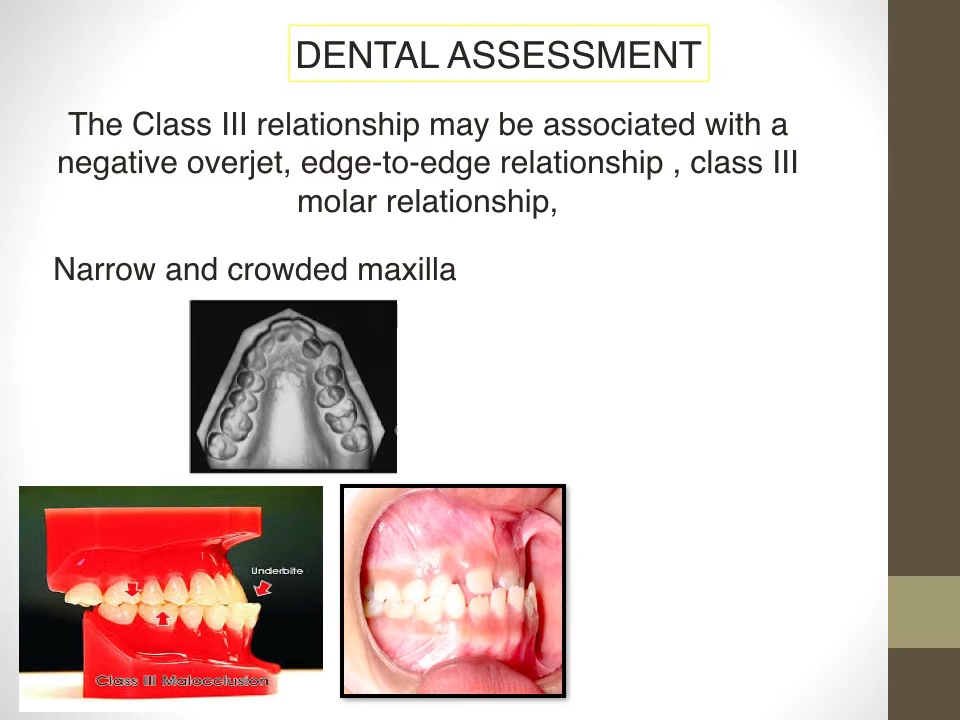 DENTAL ASSESSMENT
The Class III relationship may be associated with a
negative overjet, edge-to-edge relationship , class III
molar relationship,
Narrow and crowded maxilla
Underbite
Class III Malocclusion